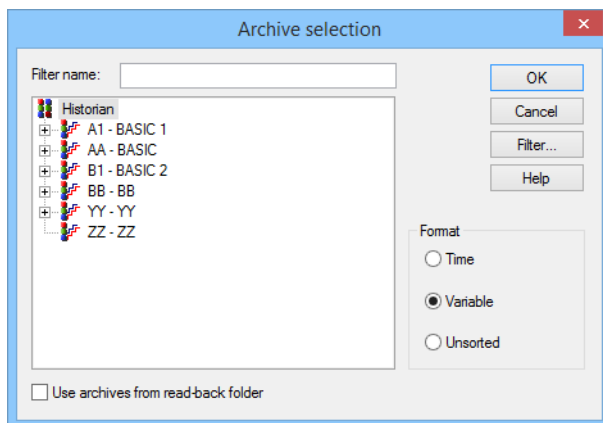 Archive selection
Filter name:
OK
Historian
Cancel
A1 - BASIC 1
AA - BASIC
Filter...
B1 - BASIC 2
BB - BB
Help
YY - YY
ZZ - ZZ
Format
Time
Variable
Unsorted
Use archives from read-back folder